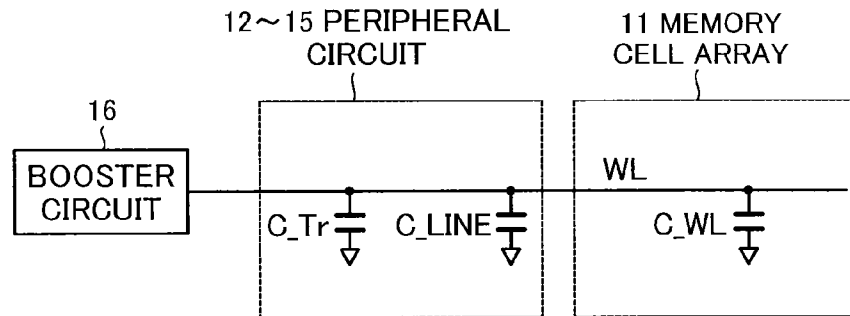 12～15 PERIPHERAL
CIRCUIT
11 MEMORY
CELL ARRAY
16
BOOSTER
CIRCUIT
WL
C_Tr
C_LINE
C_WL